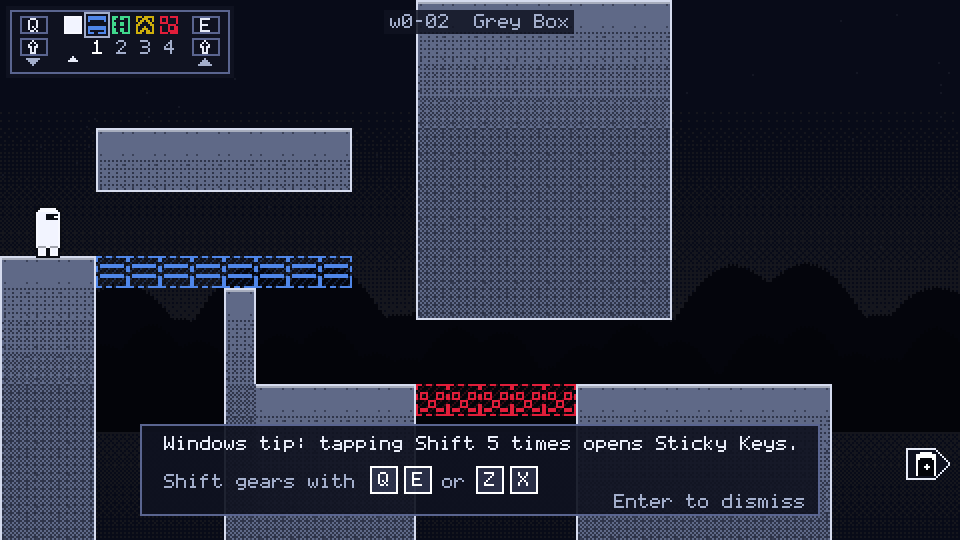 w0-02 Grey Box
Q E
1 2 3 4
Windows tip: tapping Shift 5 times opens Sticky Keys.
Shift gears with Q E or Z X
Enter to dismiss